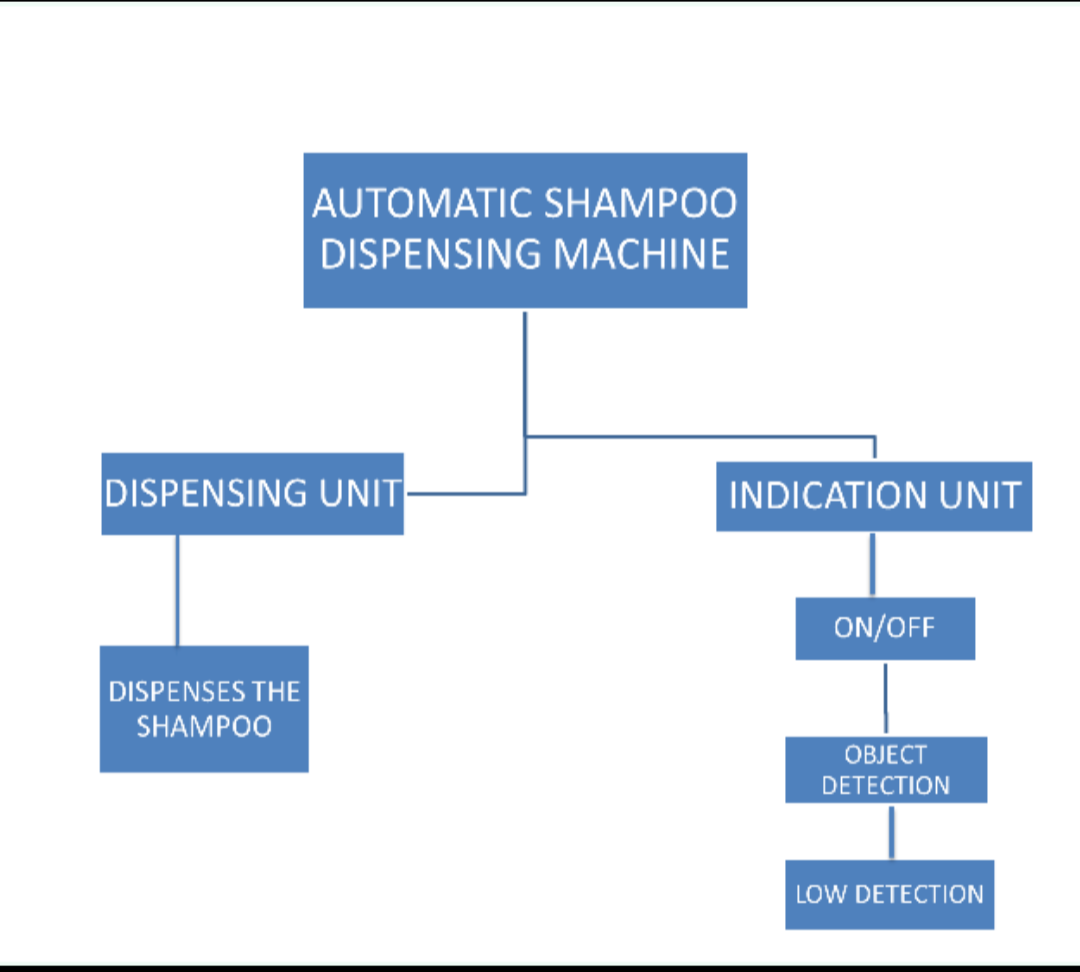 AUTOMATIC SHAMPOO
DISPENSING MACHINE
DISPENSING UNIT
INDICATION UNIT
ON/OFF
DISPENSES THE
SHAMPOO
OBJECT
DETECTION
LOW DETECTION